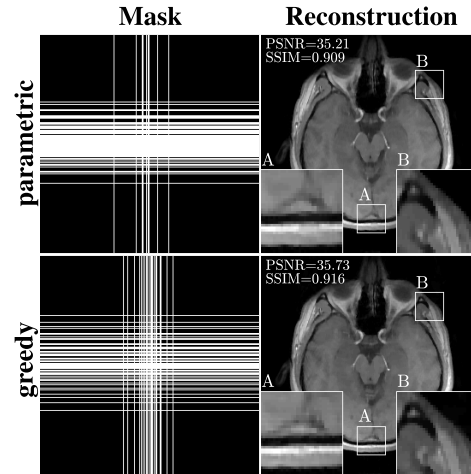 Mask Reconstruction
parametric
PSNR=35.21
SSIM=0.909
B
A
B
A
greedy
PSNR=35.73
SSIM=0.916
B
A
B
A